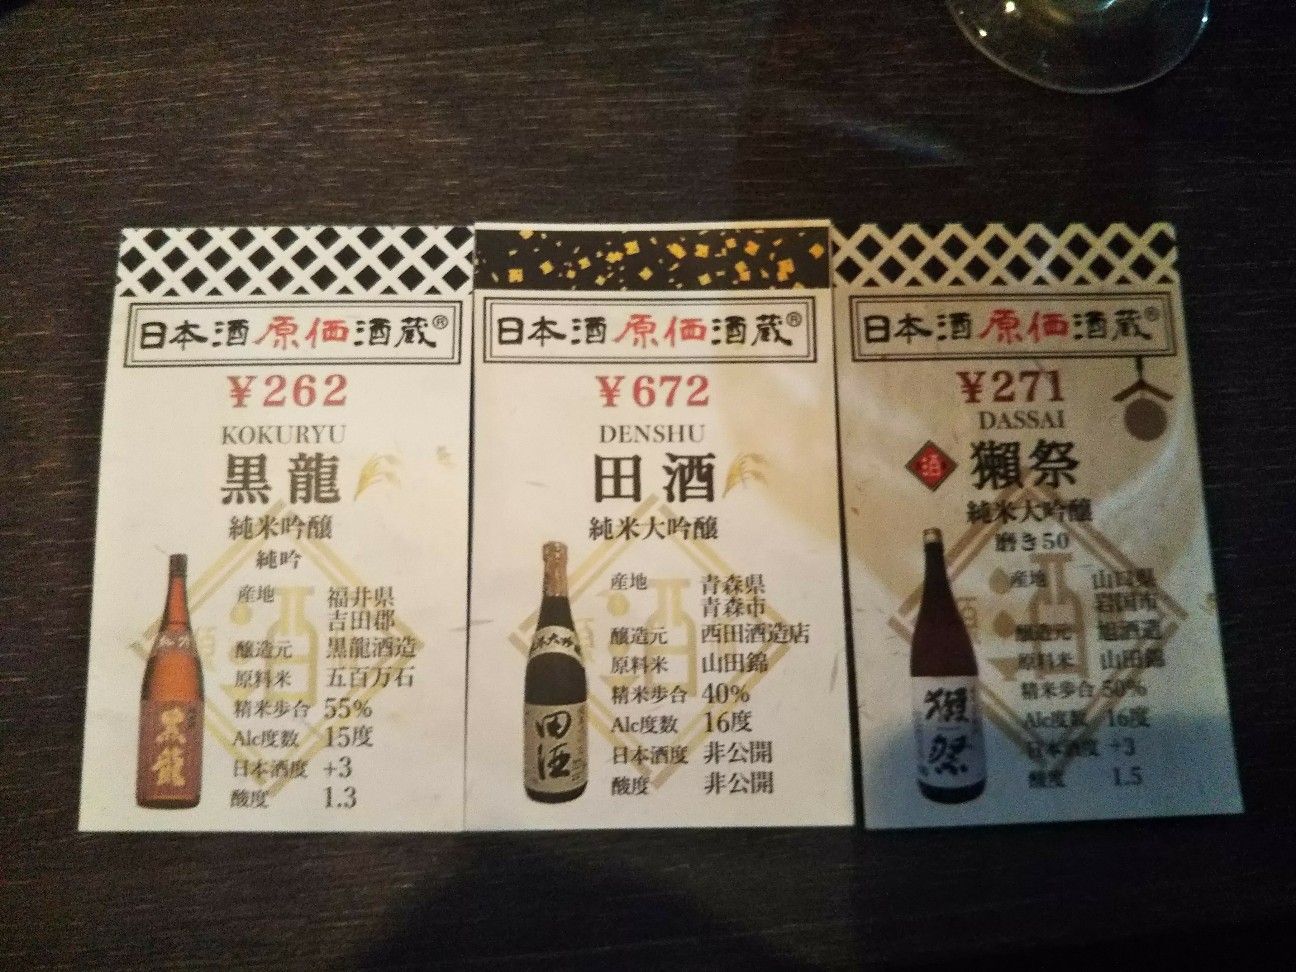 日本酒原価酒蔵®
¥262
KOKURYU
黒龍
純米吟醸
純吟
産地 福井県
吉田郡
醸造元 黒龍酒造
原料米 五百万石
精米歩合 55%
Alc度数 15度
日本酒度 +3
酸度 1.3
黒龍
日本酒原価酒蔵®
¥672
DENSHU
田酒
純米大吟醸
産地 青森県
青森市
醸造元 西田酒造店
原料米 山田錦
精米歩合 40%
Alc度数 16度
日本酒度 非公開
酸度 非公開
田酒
日本酒原価酒蔵®
¥271
DASSAI
酒
獺祭
純米大吟醸
磨き50
産地 山口県
岩国市
醸造元 旭酒造
原料米 山田錦
精米歩合 50%
Alc度数 16度
日本酒度 +3
酸度 1.5
獺祭